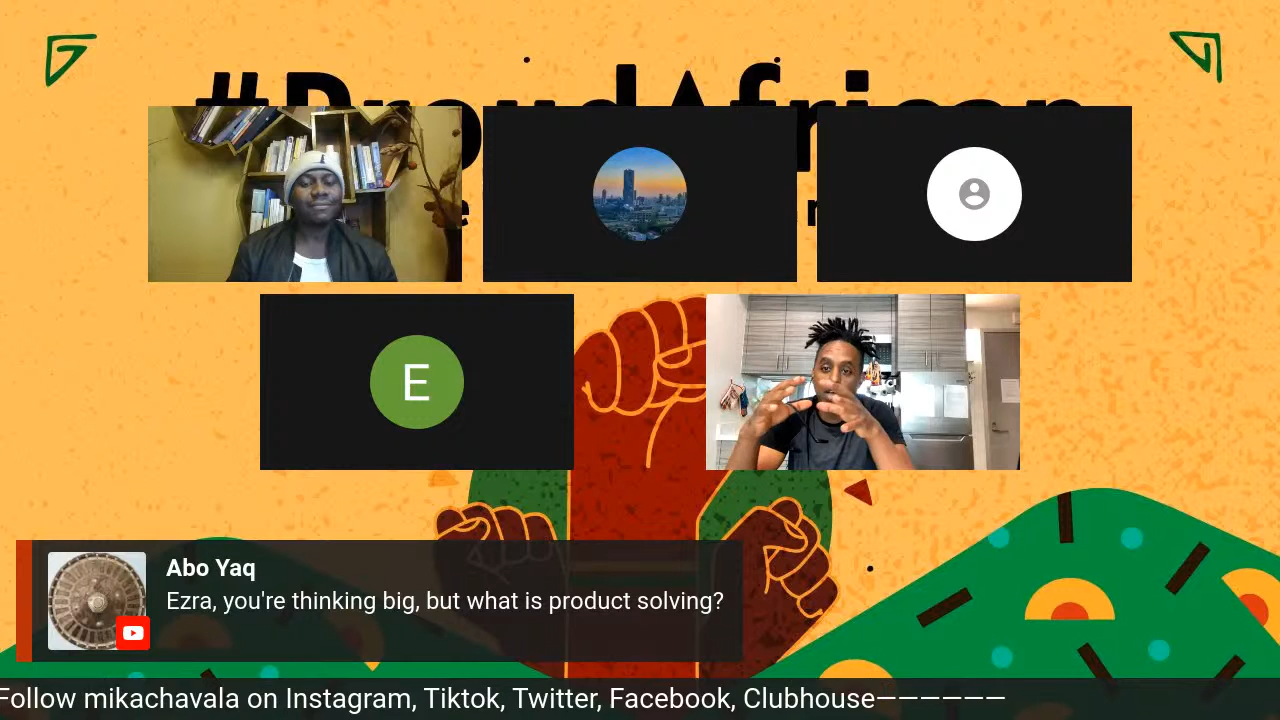 #ProudAfrican
E
Abo Yaq
Ezra, you're thinking big, but what is product solving?
Follow mikachavala on Instagram, Tiktok, Twitter, Facebook, Clubhouse——————